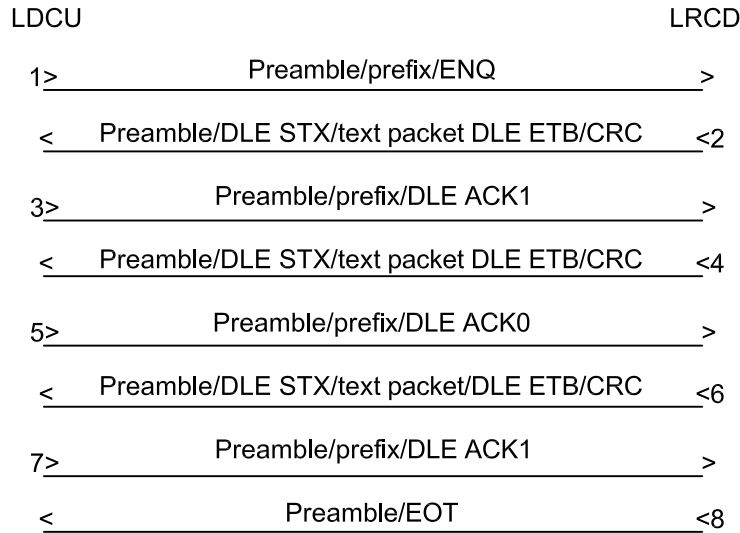 LDCU LRCD
1> Preamble/prefix/ENQ >
< Preamble/DLE STX/text packet DLE ETB/CRC <2
3> Preamble/prefix/DLE ACK1 >
< Preamble/DLE STX/text packet DLE ETB/CRC <4
5> Preamble/prefix/DLE ACK0 >
< Preamble/DLE STX/text packet/DLE ETB/CRC <6
7> Preamble/prefix/DLE ACK1 >
< Preamble/EOT <8